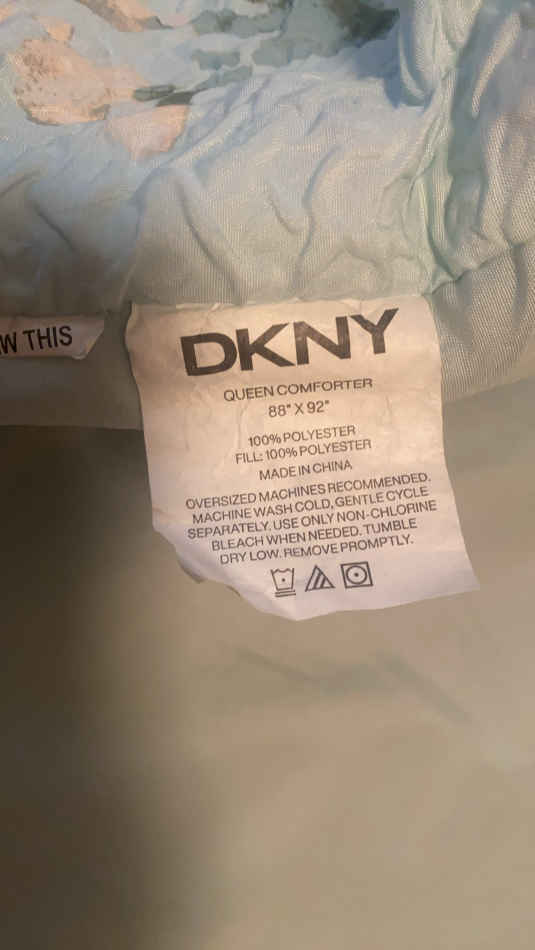 W THIS
DKNY
QUEEN COMFORTER
88" X 92"
100% POLYESTER
FILL: 100% POLYESTER
MADE IN CHINA
OVERSIZED MACHINES RECOMMENDED.
MACHINE WASH COLD, GENTLE CYCLE
SEPARATELY. USE ONLY NON-CHLORINE
BLEACH WHEN NEEDED. TUMBLE
DRY LOW. REMOVE PROMPTLY.